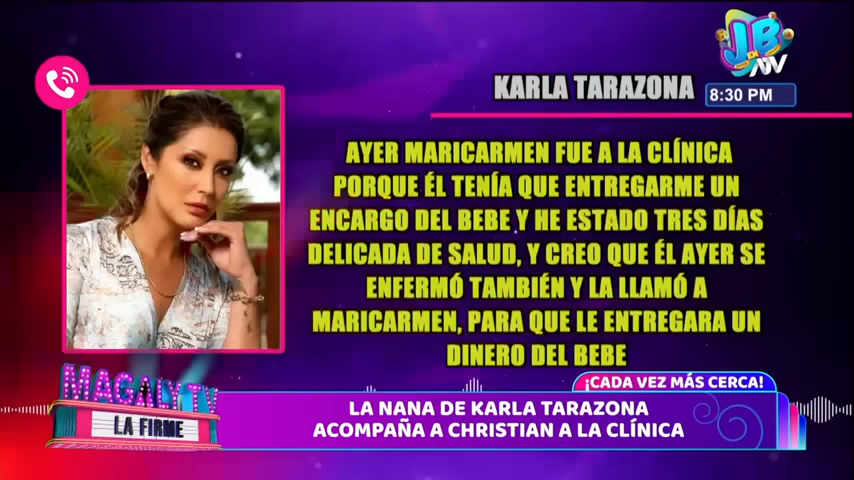 JB
ATV
8:30 PM
KARLA TARAZONA
AYER MARICARMEN FUE A LA CLÍNICA
PORQUE ÉL TENÍA QUE ENTREGARME UN
ENCARGO DEL BEBE Y HE ESTADO TRES DÍAS
DELICADA DE SALUD, Y CREO QUE ÉL AYER SE
ENFERMÓ TAMBIÉN Y LA LLAMÓ A
MARICARMEN, PARA QUE LE ENTREGARA UN
DINERO DEL BEBE
¡CADA VEZ MÁS CERCA!
MAGALY TV
LA FIRME
LA NANA DE KARLA TARAZONA
ACOMPAÑA A CHRISTIAN A LA CLÍNICA